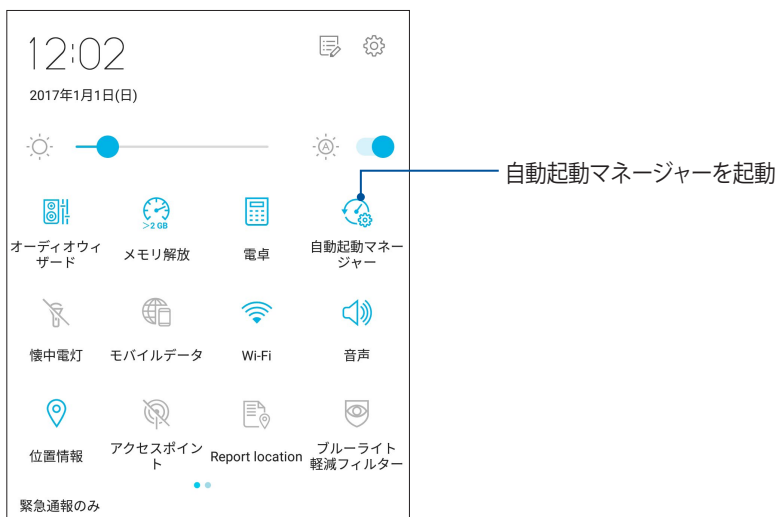 12:02
2017年1月1日(日)
A
自動起動マネージャーを起動
>2 GB
オーディオウィ
ザード
メモリ解放
電卓
自動起動マネー
ジャー
懐中電灯
モバイルデータ
Wi-Fi
音声
位置情報
アクセスポイン
ト
Report location
ブルーライト
軽減フィルター
緊急通報のみ